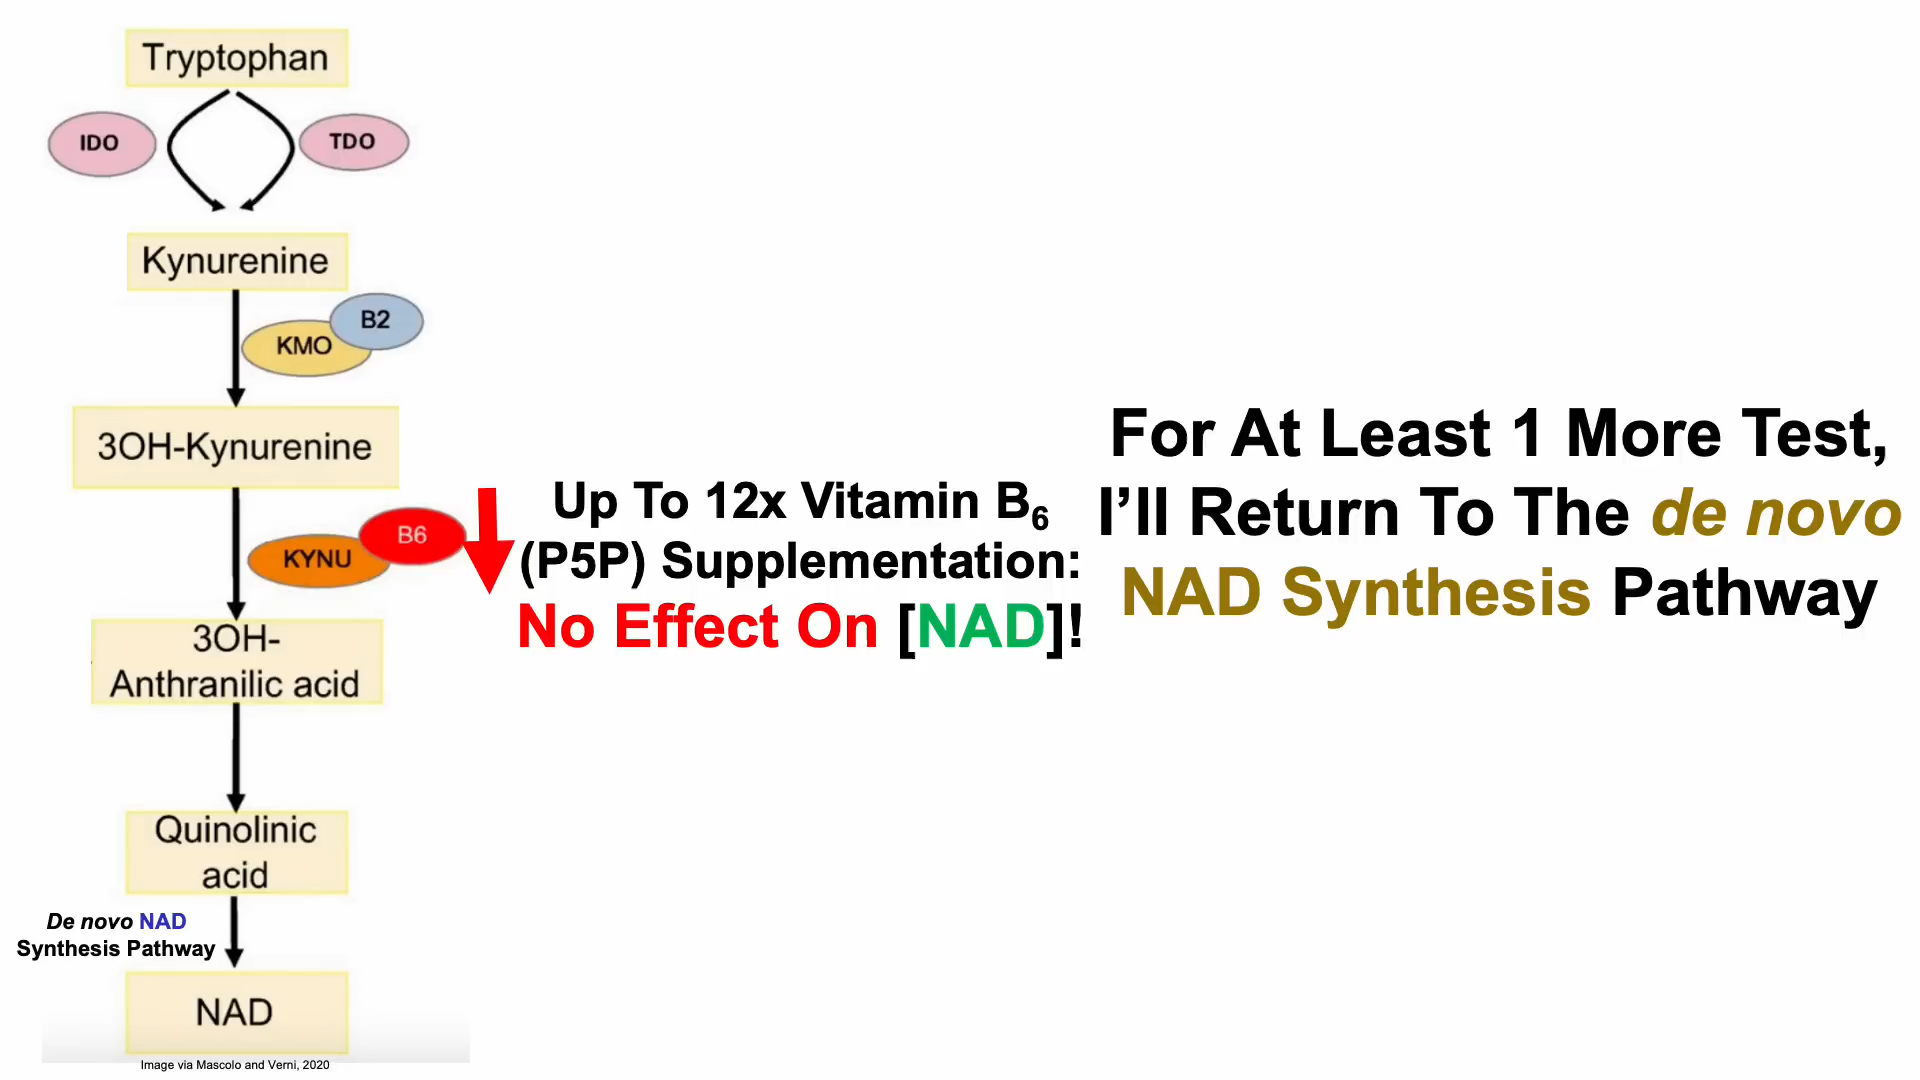 Tryptophan
IDO
TDO
Kynurenine
B2
KMO
3OH-Kynurenine
B6
KYNU
3OH-
Anthranilic acid
Quinolinic
acid
De novo NAD
Synthesis Pathway
NAD
Image via Mascolo and Verni, 2020
Up To 12x Vitamin B₆
(P5P) Supplementation:
No Effect On [NAD]!
For At Least 1 More Test,
I’ll Return To The de novo
NAD Synthesis Pathway